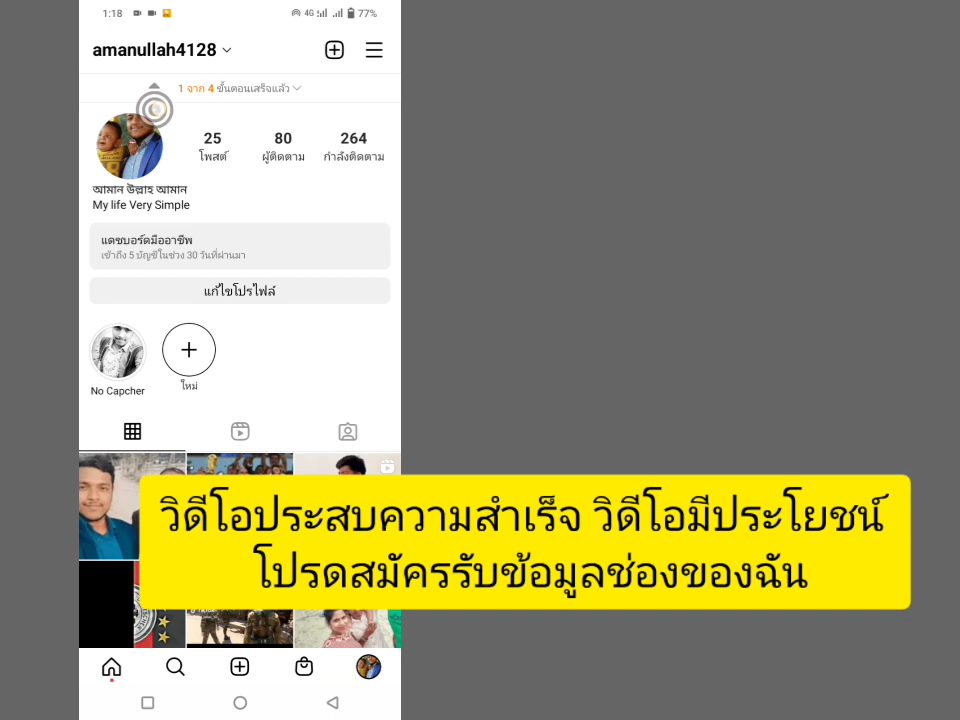 1:18
4G
77%
amanullah4128
1 จาก 4 ขั้นตอนเสร็จแล้ว
25
80
264
โพสต์
ผู้ติดตาม
กำลังติดตาม
আমান উল্লাহ আমান
My life Very Simple
แดชบอร์ดมืออาชีพ
เข้าถึง 5 บัญชีในช่วง 30 วันที่ผ่านมา
แก้ไขโปรไฟล์
No Capcher
ใหม่
วิดีโอประสบความสำเร็จ วิดีโอมีประโยชน์
โปรดสมัครรับข้อมูลช่องของฉัน